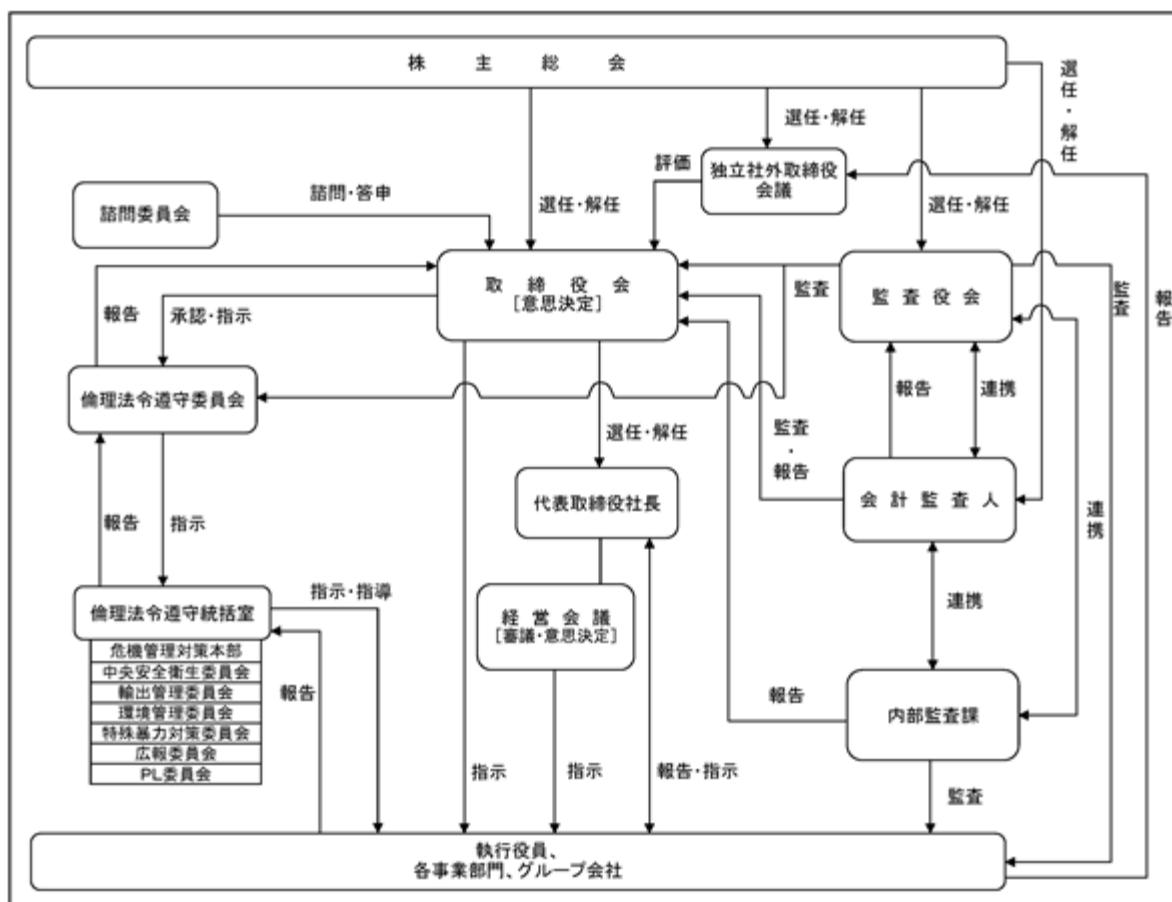 株主総会
選任・解任
選任・解任
評価
独立社外取締役
会議
諮問委員会
諮問・答申
選任・解任
選任・解任
取締役会
[意思決定]
監査
監査役会
監査
報告
報告
承認・指示
倫理法令遵守委員会
報告
連携
選任・解任
監査・報告
代表取締役社長
会計監査人
連携
報告
指示
連携
倫理法令遵守統括室
指示・指導
経営会議
[審議・意思決定]
危機管理対策本部
中央安全衛生委員会
輸出管理委員会
環境管理委員会
特殊暴力対策委員会
広報委員会
PL委員会
報告
報告
内部監査課
指示
指示
報告・指示
監査
執行役員、
各事業部門、グループ会社